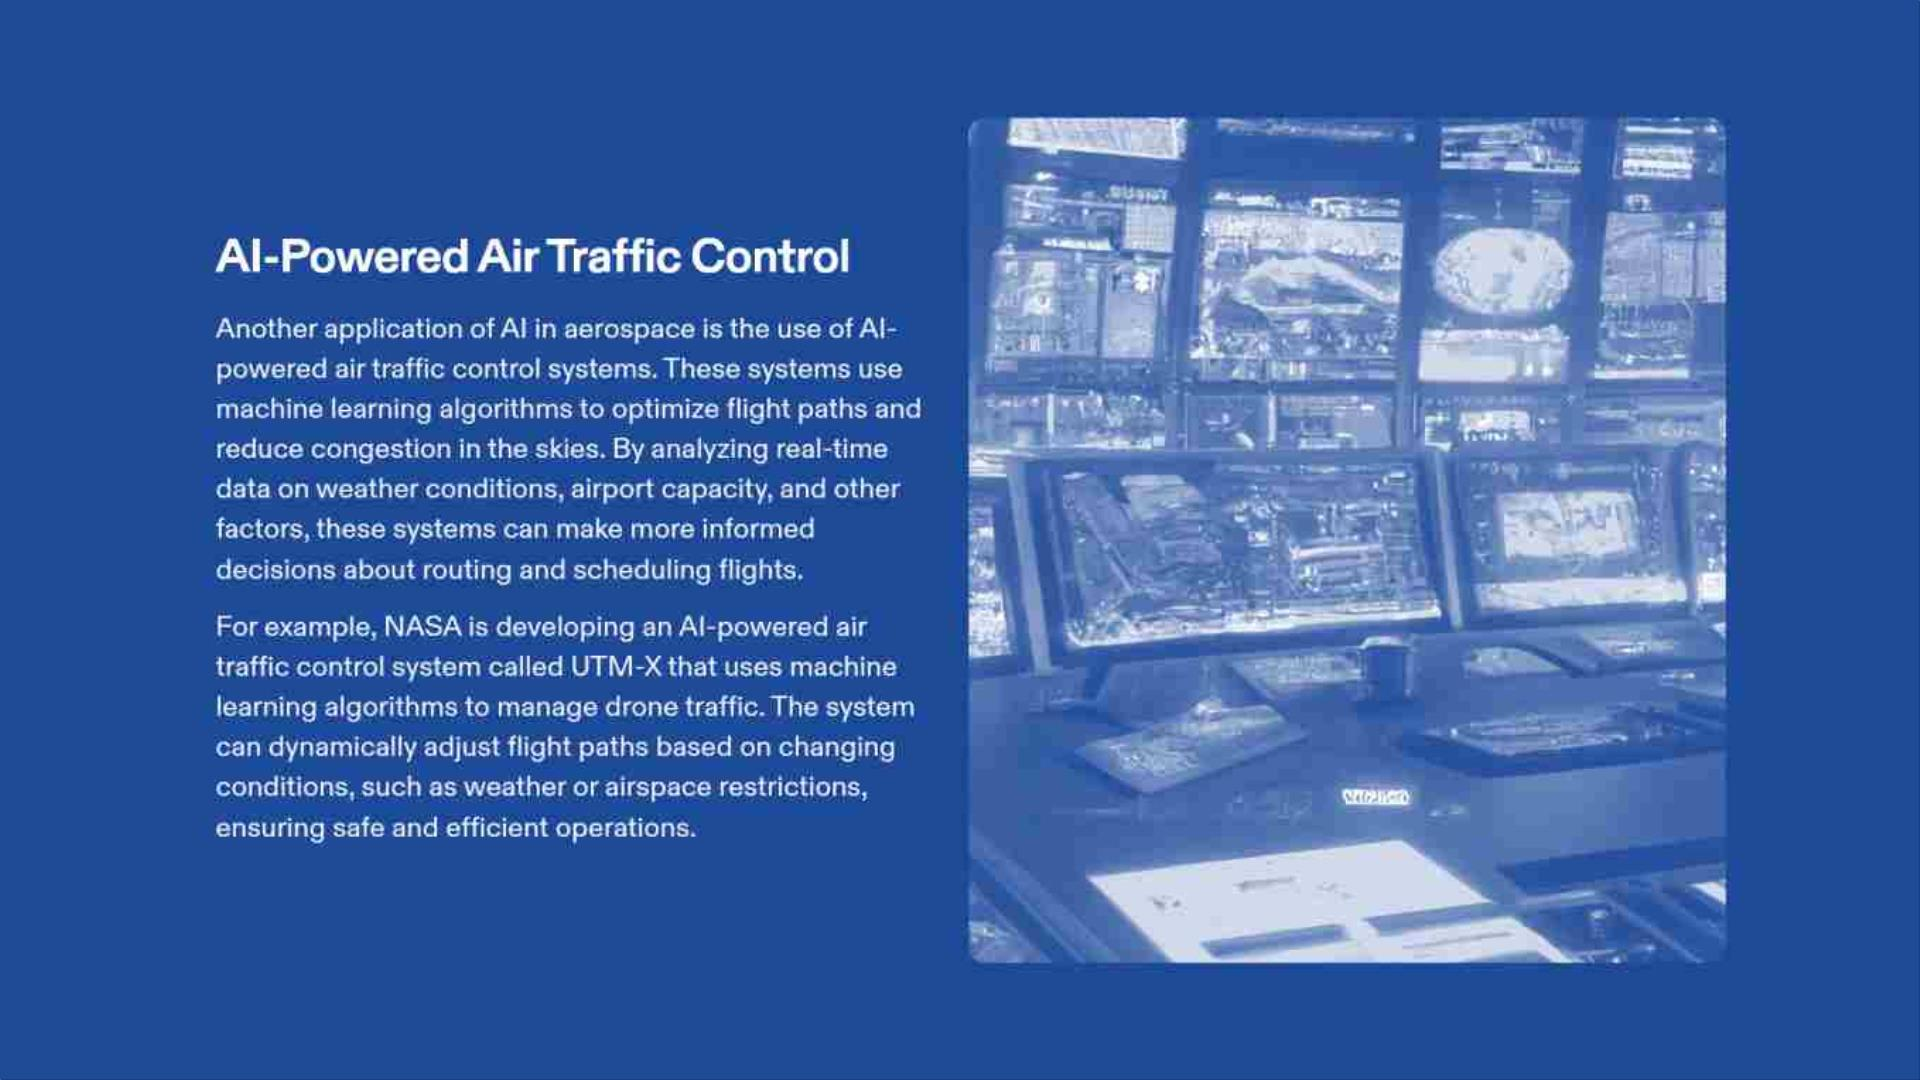 AI-Powered Air Traffic Control
Another application of AI in aerospace is the use of AI-
powered air traffic control systems. These systems use
machine learning algorithms to optimize flight paths and
reduce congestion in the skies. By analyzing real-time
data on weather conditions, airport capacity, and other
factors, these systems can make more informed
decisions about routing and scheduling flights.
For example, NASA is developing an AI-powered air
traffic control system called UTM-X that uses machine
learning algorithms to manage drone traffic. The system
can dynamically adjust flight paths based on changing
conditions, such as weather or airspace restrictions,
ensuring safe and efficient operations.